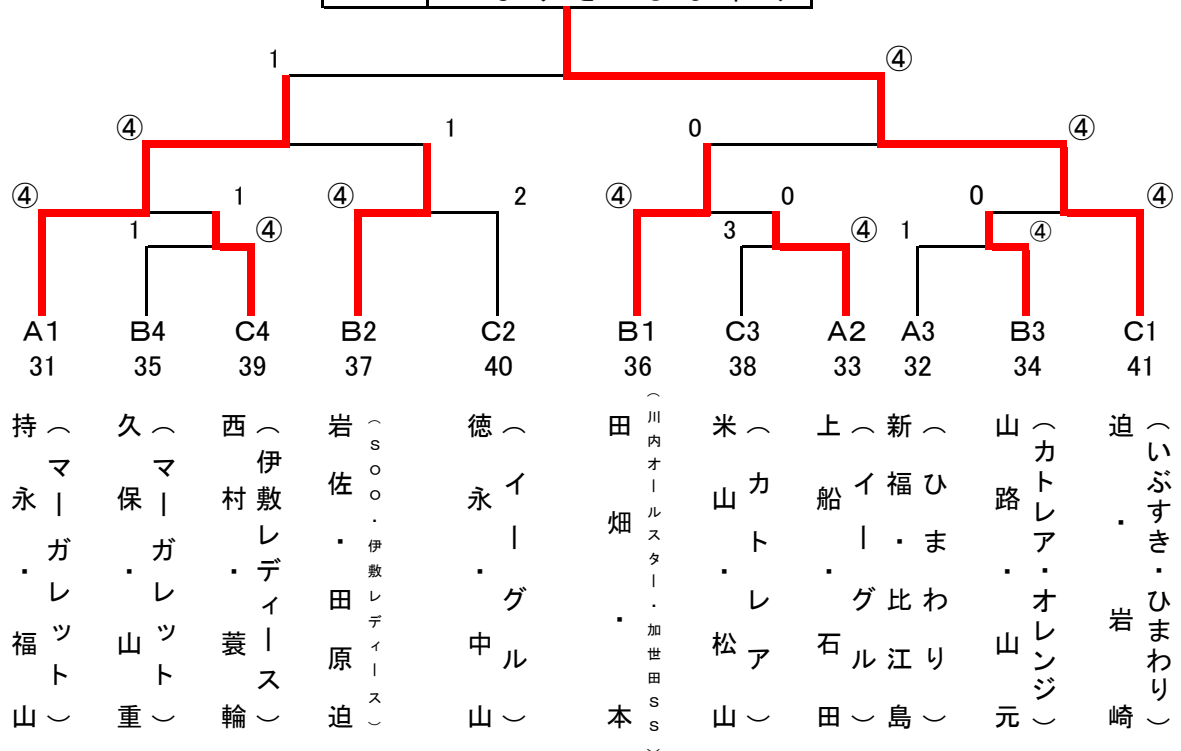 1 ④
④ 1 0 ④
④ 1 ④ 2 ④ 0 0 ④
1 ④ 3 ④ 1 ④
A1 B4 C4 B2 C2 B1 C3 A2 A3 B3 C1
31 35 39 37 40 36 38 33 32 34 41
持永・福山
（マーガレット）
久保・山重
（マーガレット）
西村・蓑輪
（伊敷レディース）
岩佐・田原迫
（SOO・伊敷レディース）
徳永・中山
（イーグル）
田畑・本
（川内オールスター・加世田SS）
米山・松山
（カトレア）
上船・石田
（イーグル）
新福・比江島
（ひまわり）
山路・山元
（カトレア・オレンジ）
迫・岩崎
（いぶすき・ひまわり）